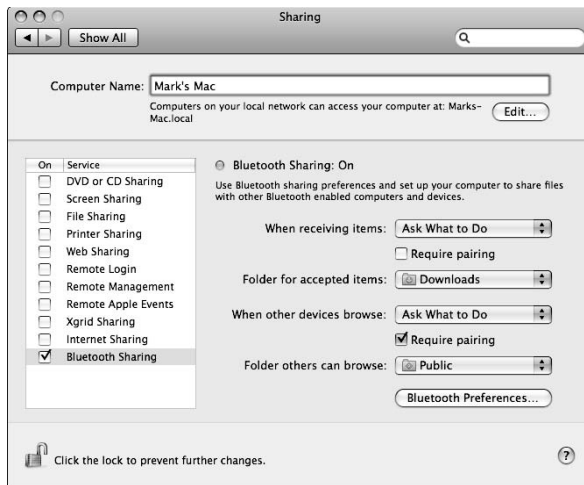 Sharing
Show All
Computer Name: Mark's Mac
Computers on your local network can access your computer at: Marks-
Mac.local
Edit...
On Service
DVD or CD Sharing
Screen Sharing
File Sharing
Printer Sharing
Web Sharing
Remote Login
Remote Management
Remote Apple Events
Xgrid Sharing
Internet Sharing
Bluetooth Sharing
Bluetooth Sharing: On
Use Bluetooth sharing preferences and set up your computer to share files
with other Bluetooth enabled computers and devices.
When receiving items: Ask What to Do
Require pairing
Folder for accepted items: Downloads
When other devices browse: Ask What to Do
Require pairing
Folder others can browse: Public
Bluetooth Preferences...
Click the lock to prevent further changes.
?